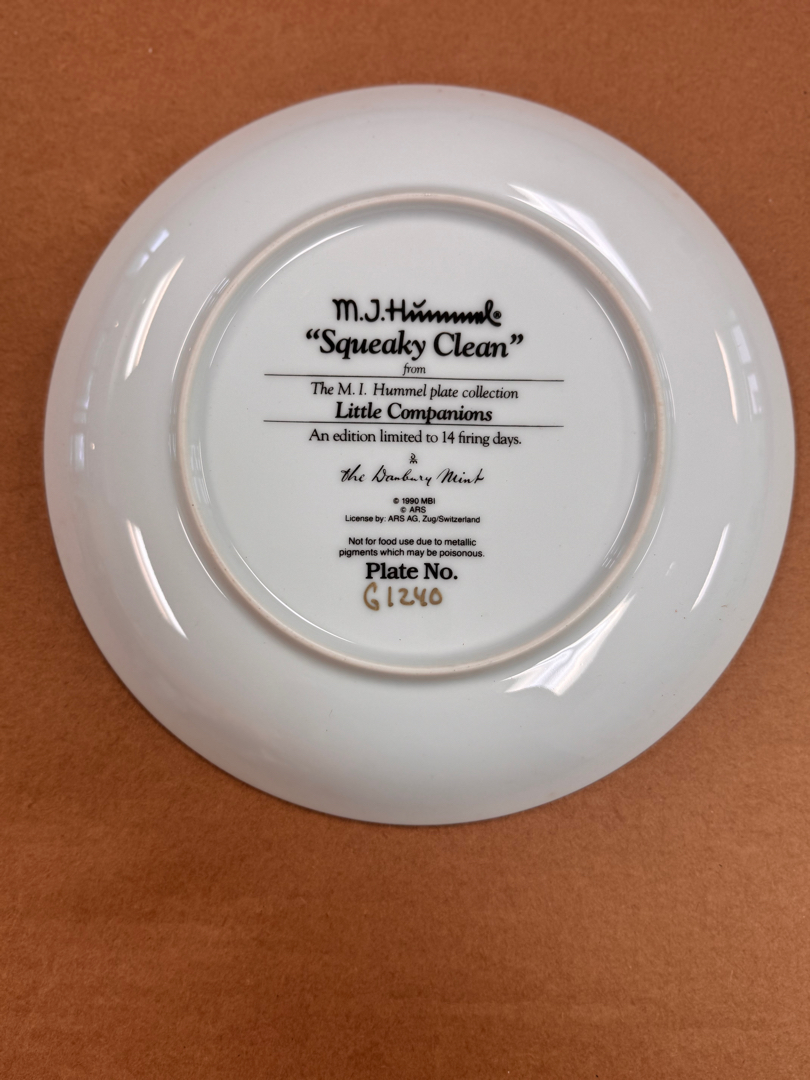 M.J.Hummel®
“Squeaky Clean”
from
The M. I. Hummel plate collection
Little Companions
An edition limited to 14 firing days.
The Danbury Mint
© 1990 MBI
© ARS
License by: ARS AG, Zug/Switzerland
Not for food use due to metallic
pigments which may be poisonous.
Plate No.
G1240